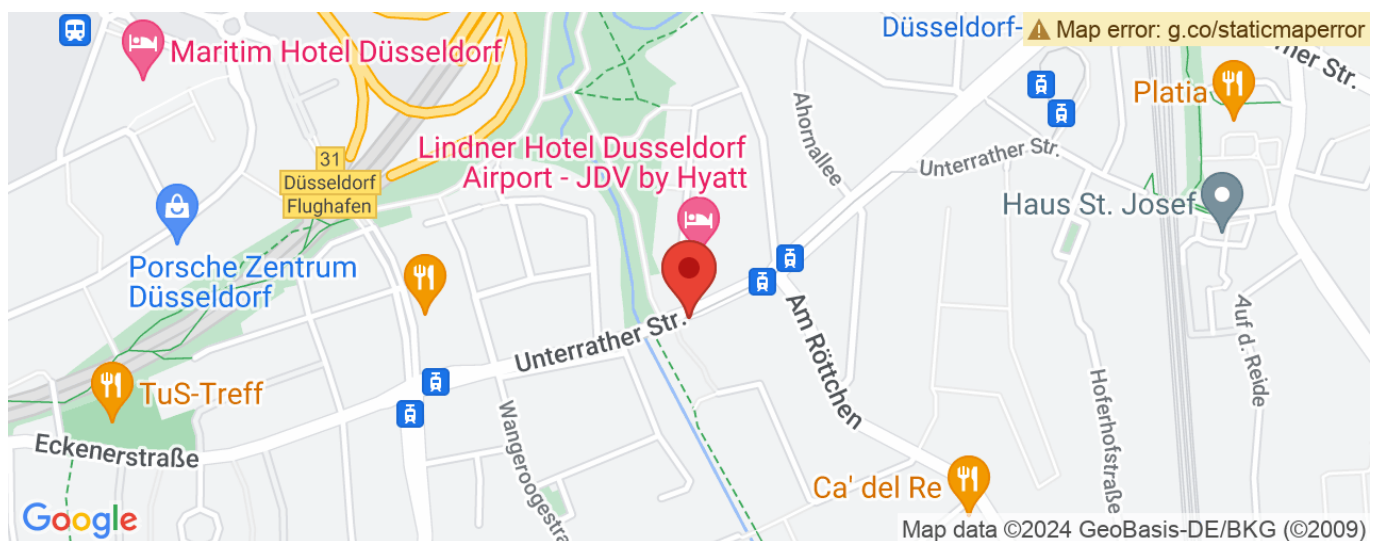 Maritim Hotel Düsseldorf
Düsseldorf-
Map error: g.co/staticmaperror
rner Str.
Platia
Ahornallee
Unterrather Str.
Lindner Hotel Dusseldorf
Airport - JDV by Hyatt
31
Düsseldorf
Flughafen
Haus St. Josef
Porsche Zentrum
Düsseldorf
Unterrather Str.
Am Röttchen
TuS-Treff
Eckenerstraße
Wangeroogestra
Hoferhofstraße
Auf d. Reide
Ca' del Re
Google
Map data ©2024 GeoBasis-DE/BKG (©2009)